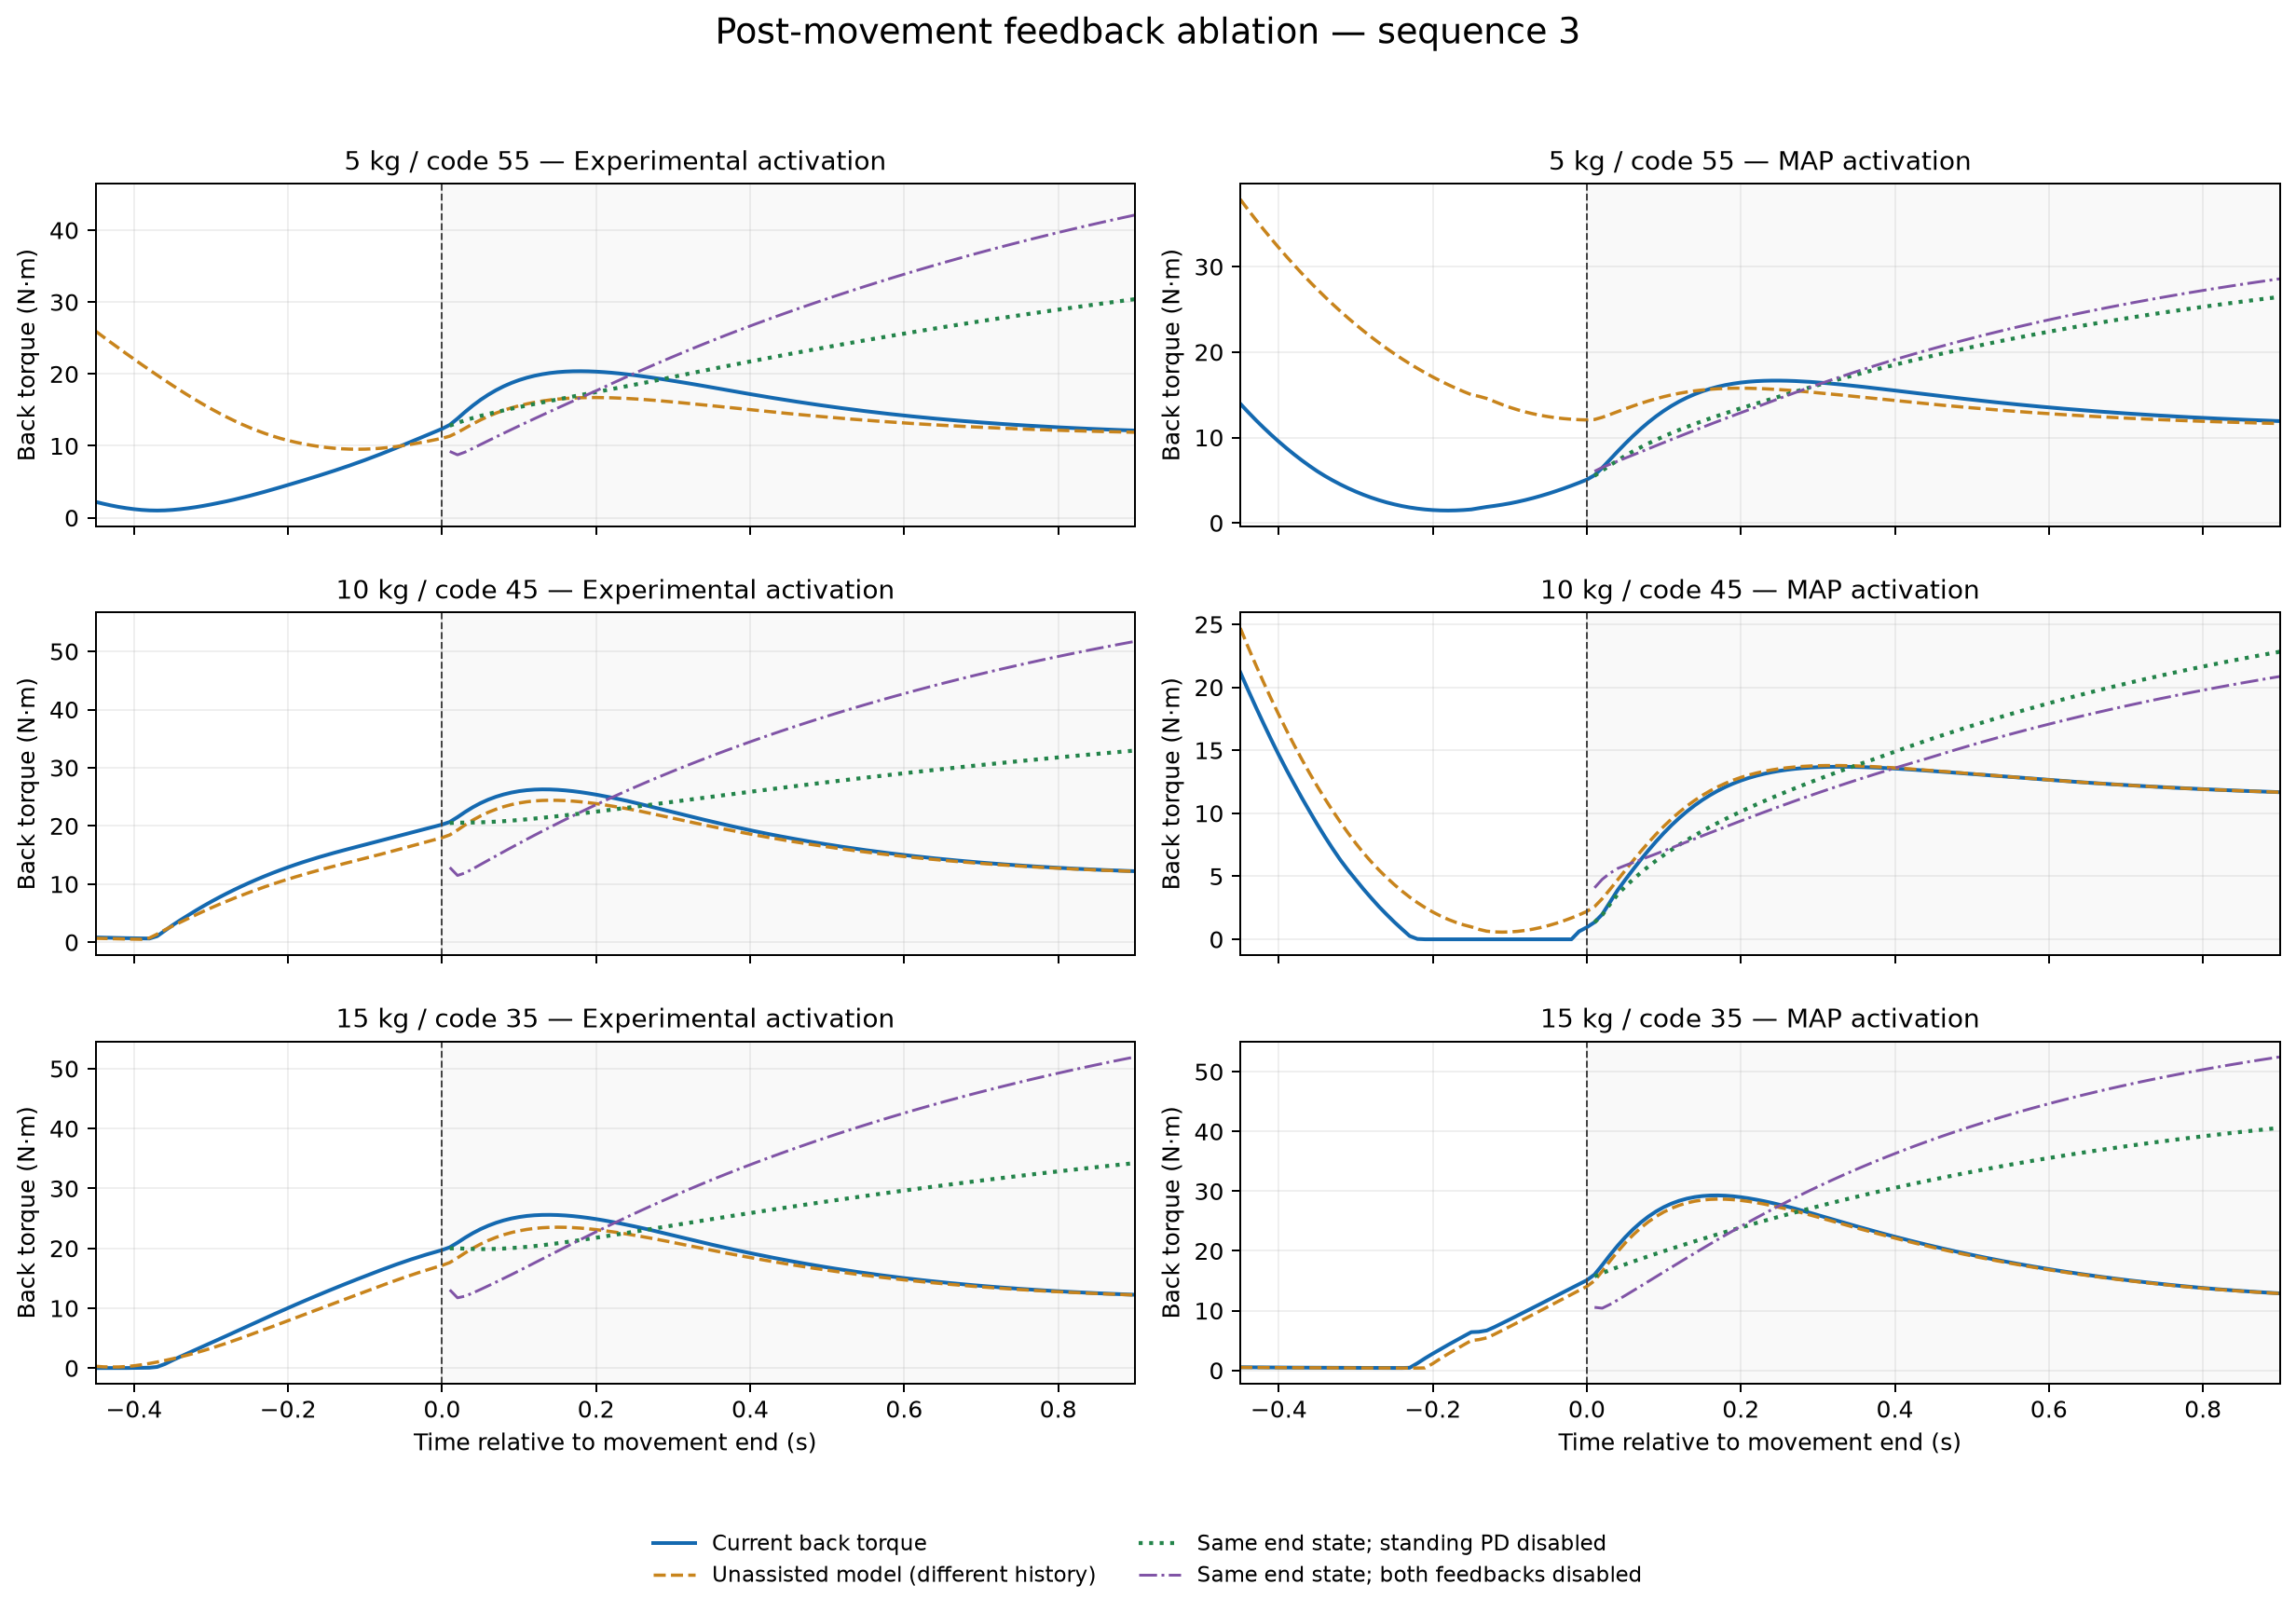 Post-movement feedback ablation — sequence 3
5 kg / code 55 — Experimental activation
Back torque (N·m)
40
30
20
10
0
5 kg / code 55 — MAP activation
Back torque (N·m)
30
20
10
0
10 kg / code 45 — Experimental activation
Back torque (N·m)
50
40
30
20
10
0
10 kg / code 45 — MAP activation
Back torque (N·m)
25
20
15
10
5
0
15 kg / code 35 — Experimental activation
Back torque (N·m)
50
40
30
20
10
0
−0.4 −0.2 0.0 0.2 0.4 0.6 0.8
Time relative to movement end (s)
15 kg / code 35 — MAP activation
Back torque (N·m)
50
40
30
20
10
0
−0.4 −0.2 0.0 0.2 0.4 0.6 0.8
Time relative to movement end (s)
Current back torque
Unassisted model (different history)
Same end state; standing PD disabled
Same end state; both feedbacks disabled